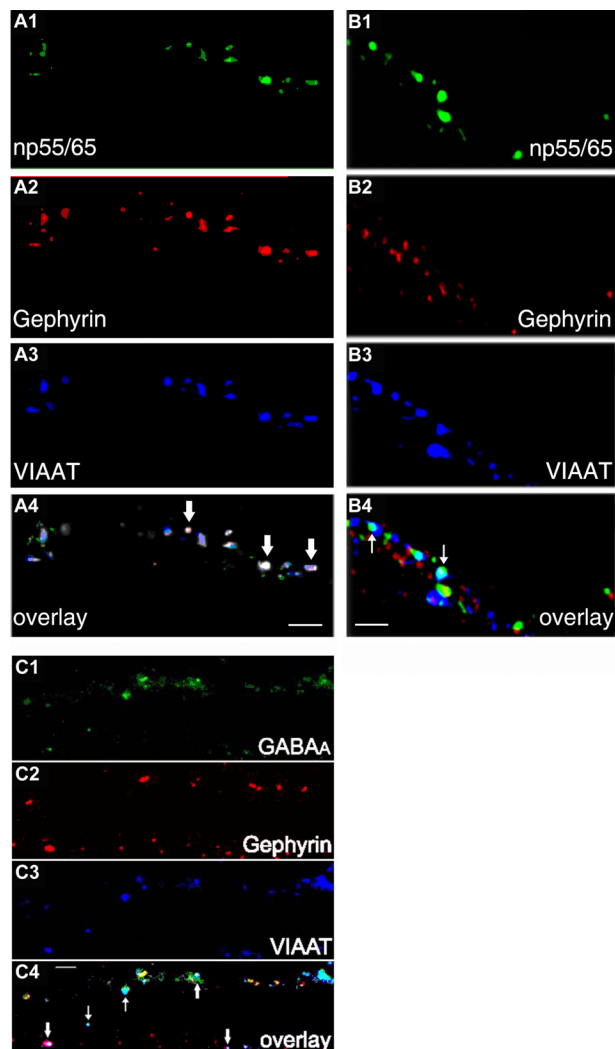 A1
np55/65
A2
Gephyrin
A3
VIAAT
A4
overlay
B1
np55/65
B2
Gephyrin
B3
VIAAT
B4
overlay
C1
GABAA
C2
Gephyrin
C3
VIAAT
C4
overlay